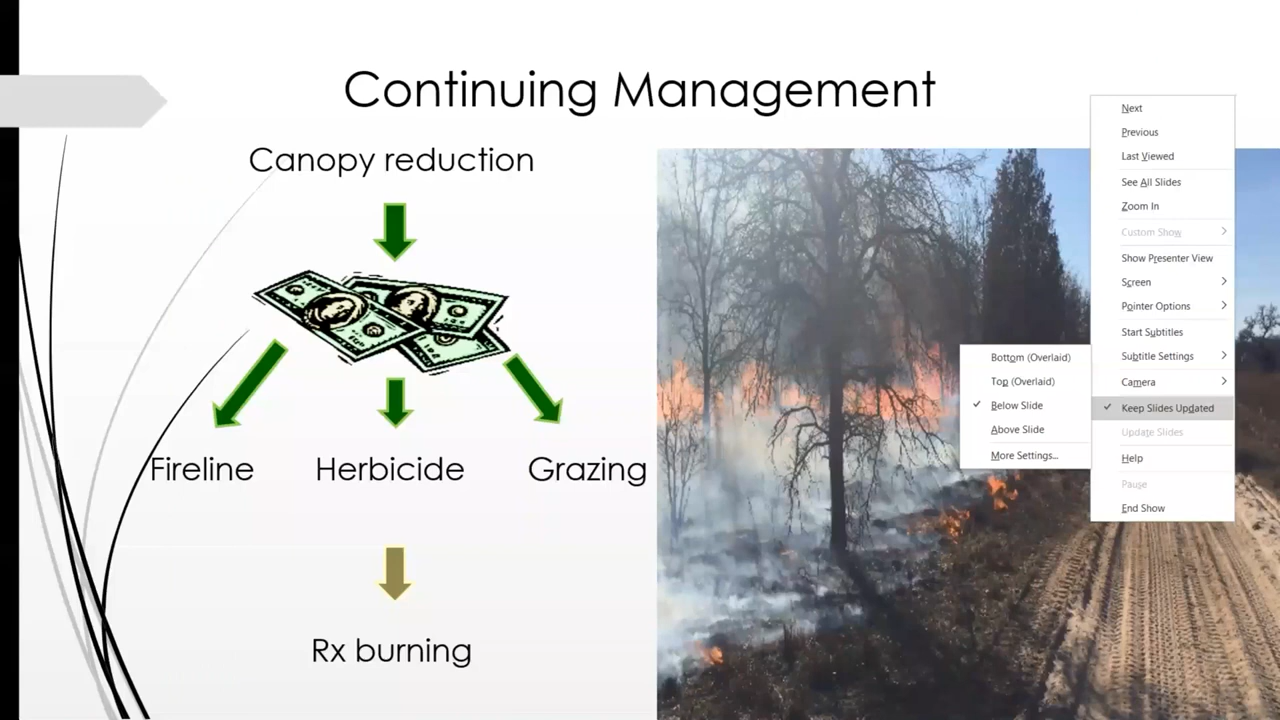 Continuing Management
Canopy reduction
Fireline
Herbicide
Grazing
Rx burning
Next
Previous
Last Viewed
See All Slides
Zoom In
Custom Show
Show Presenter View
Screen
Pointer Options
Start Subtitles
Subtitle Settings
Camera
Keep Slides Updated
Update Slides
Help
Pause
End Show
Bottom (Overlaid)
Top (Overlaid)
Below Slide
Above Slide
More Settings...